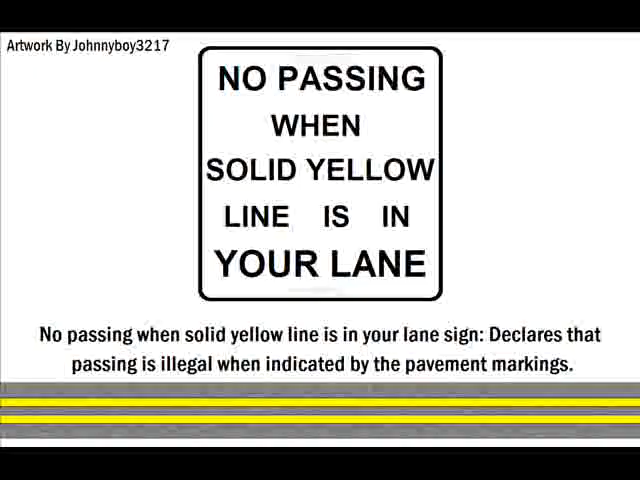 Artwork By Johnnyboy3217
NO PASSING
WHEN
SOLID YELLOW
LINE IS IN
YOUR LANE
No passing when solid yellow line is in your lane sign: Declares that
passing is illegal when indicated by the pavement markings.